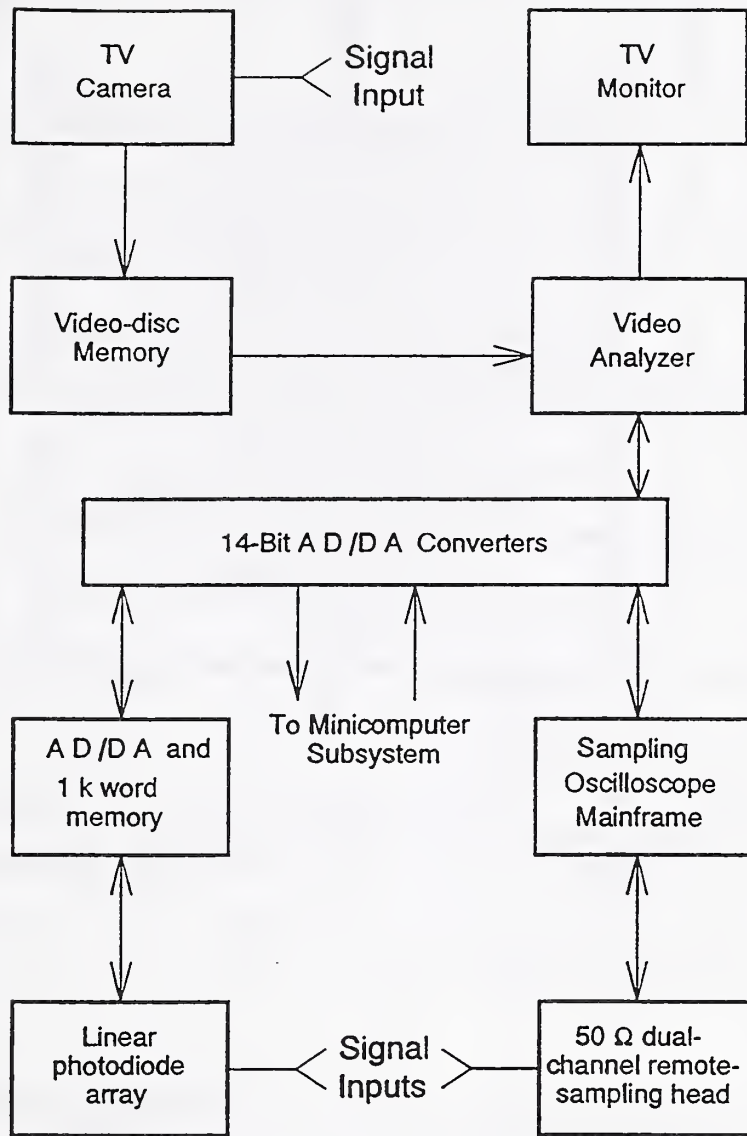 TV
Camera
Signal
Input
TV
Monitor
Video-disc
Memory
Video
Analyzer
14-Bit A D /D A Converters
A D /D A and
1 k word
memory
To Minicomputer
Subsystem
Sampling
Oscilloscope
Mainframe
Linear
photodiode
array
Signal
Inputs
50 Ω dual-
channel remote-
sampling head